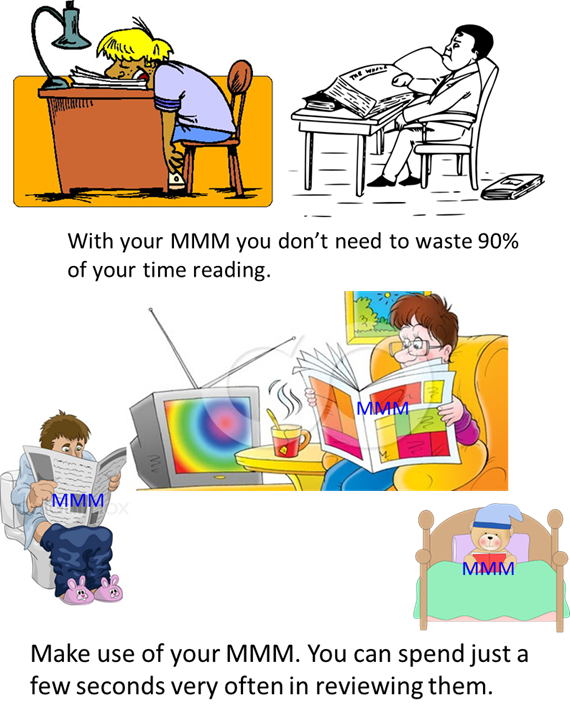 THE WORLD
With your MMM you don't need to waste 90%
of your time reading.
MMM
MMM
MMM
Make use of your MMM. You can spend just a
few seconds very often in reviewing them.